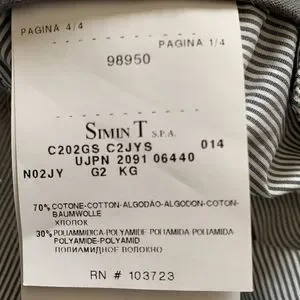 PAGINA 4/4
PAGINA 1/4
98950
SIMINT S.P.A.
C202GS C2JYS 014
UJPN 2091 06440
N02JY G2 KG
70% COTONE-COTTON-ALGODAO-ALGODON-COTON-
BAUMWOLLE
ХЛОПОК
30% POLIAMMIDICA-POLYAMIDE-POLIAMIDA POLIAMIDA
POLYAMIDE-POLYAMID
ПОЛИАМИДНОЕ ВОЛОКНО
RN # 103723